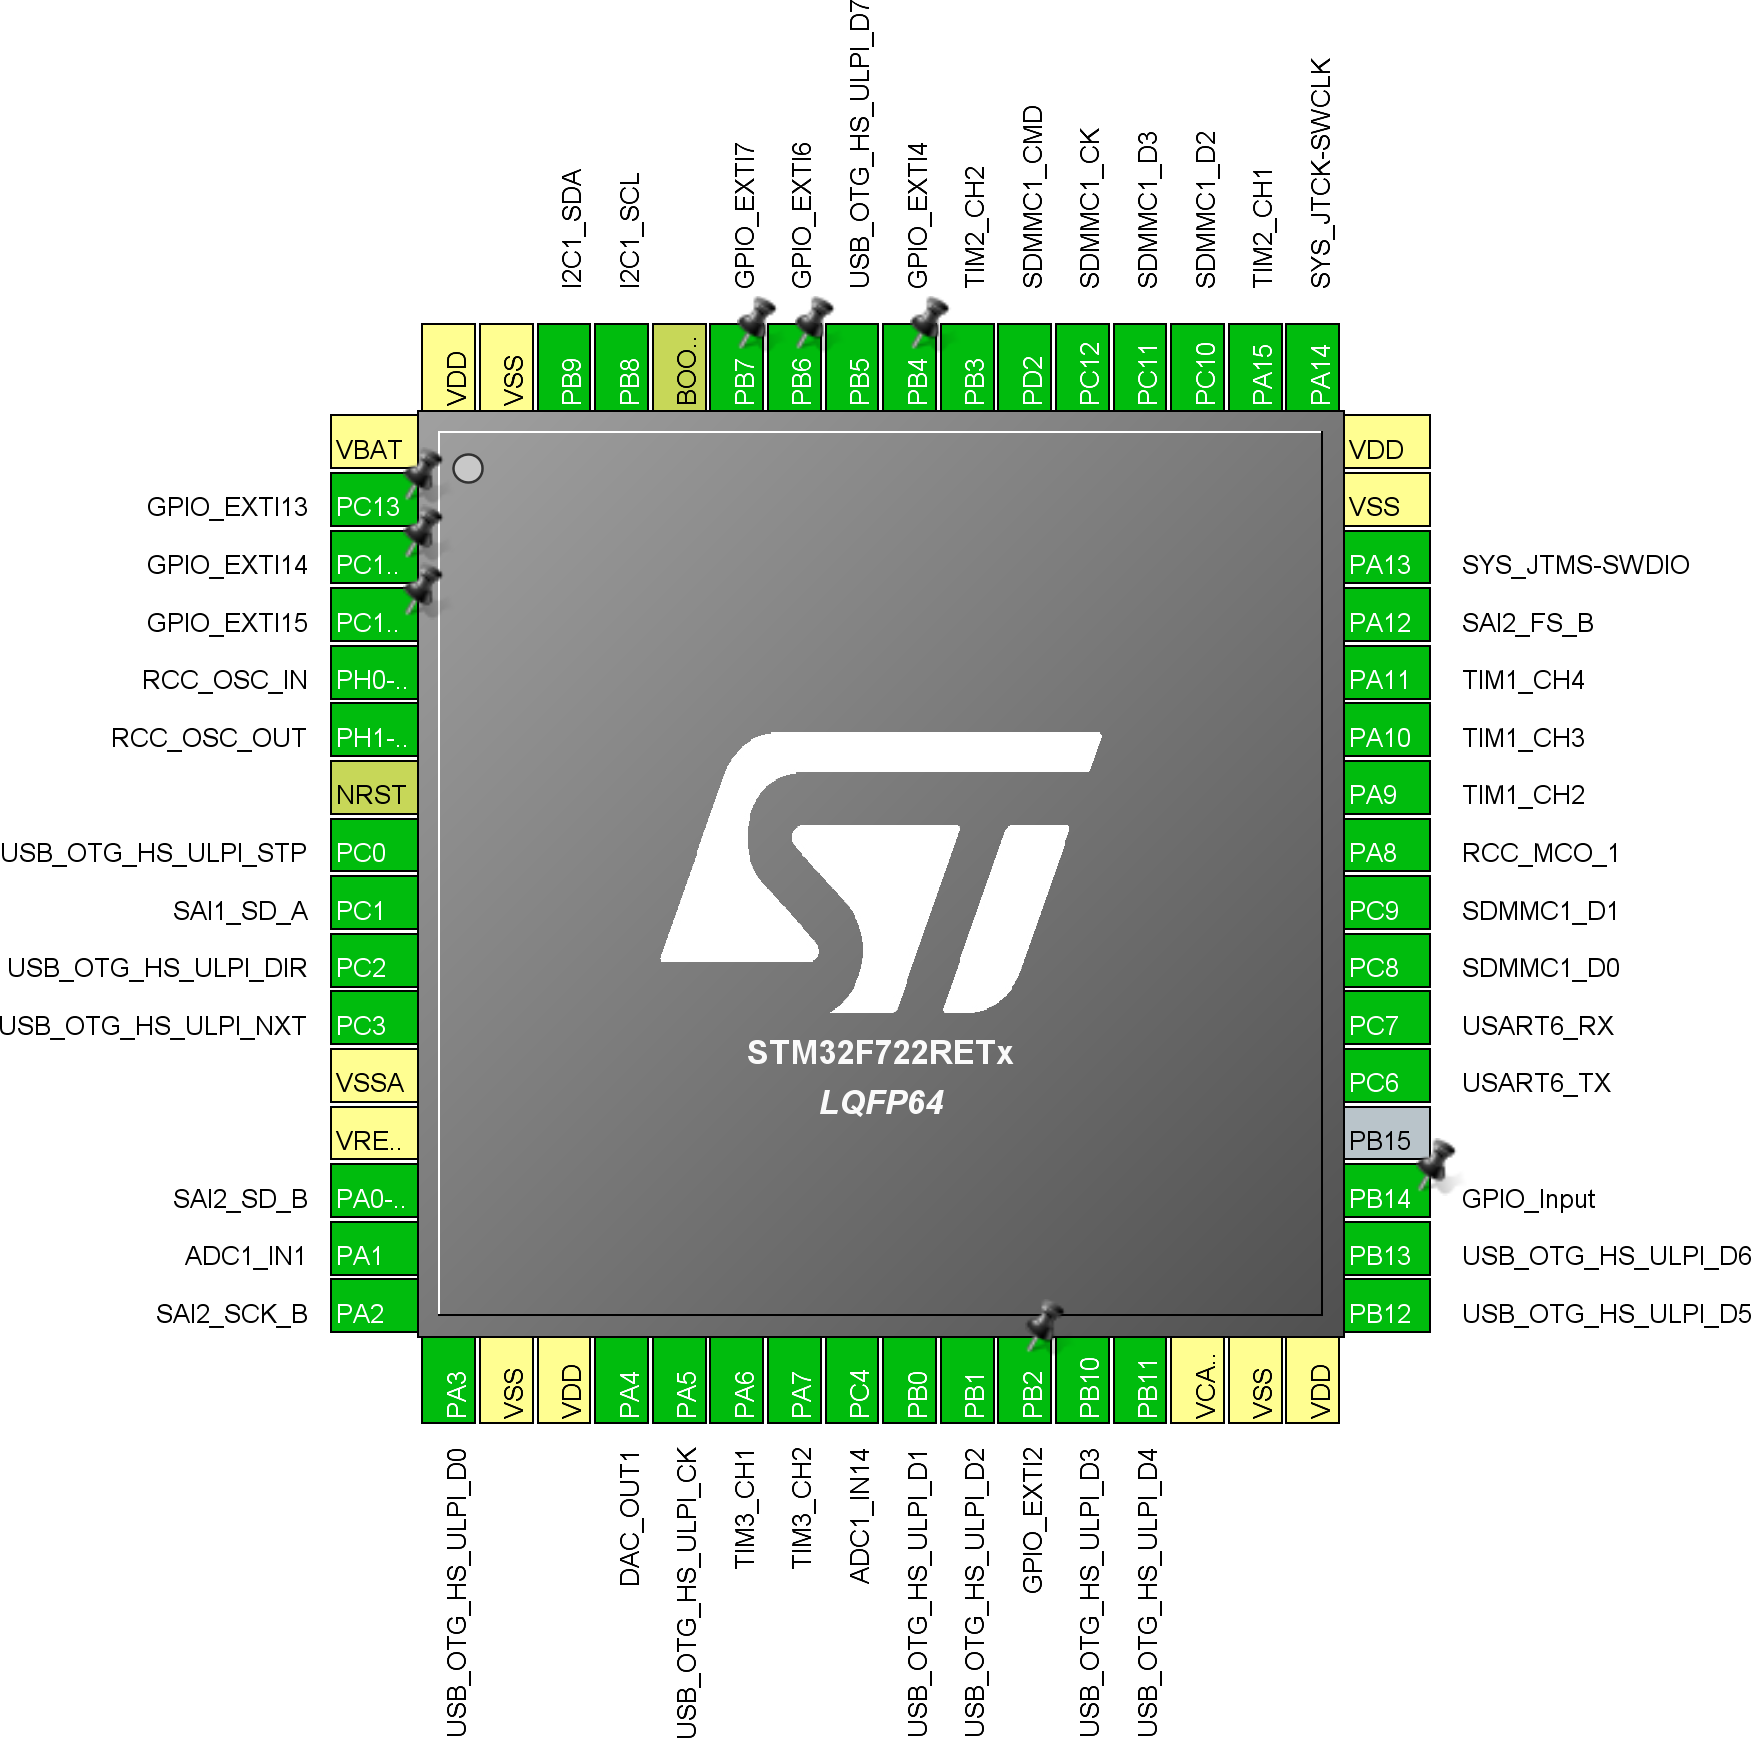 I2C1_SDA
I2C1_SCL
GPIO_EXTI7
GPIO_EXTI6
USB_OTG_HS_ULPI_D7
GPIO_EXTI4
TIM2_CH2
SDMMC1_CMD
SDMMC1_CK
SDMMC1_D3
SDMMC1_D2
TIM2_CH1
SYS_JTCK-SWCLK
VDD
VSS
PB9
PB8
BOO..
PB7
PB6
PB5
PB4
PB3
PD2
PC12
PC11
PC10
PA15
PA14
VBAT
GPIO_EXTI13 PC13
GPIO_EXTI14 PC1..
GPIO_EXTI15 PC1..
RCC_OSC_IN PH0-..
RCC_OSC_OUT PH1-..
NRST
USB_OTG_HS_ULPI_STP PC0
SAI1_SD_A PC1
USB_OTG_HS_ULPI_DIR PC2
USB_OTG_HS_ULPI_NXT PC3
VSSA
VRE..
SAI2_SD_B PA0-..
ADC1_IN1 PA1
SAI2_SCK_B PA2
ST
STM32F722RETx
LQFP64
VDD
VSS
PA13 SYS_JTMS-SWDIO
PA12 SAI2_FS_B
PA11 TIM1_CH4
PA10 TIM1_CH3
PA9 TIM1_CH2
PA8 RCC_MCO_1
PC9 SDMMC1_D1
PC8 SDMMC1_D0
PC7 USART6_RX
PC6 USART6_TX
PB15
PB14 GPIO_Input
PB13 USB_OTG_HS_ULPI_D6
PB12 USB_OTG_HS_ULPI_D5
PA3
VSS
VDD
PA4
PA5
PA6
PA7
PC4
PB0
PB1
PB2
PB10
PB11
VCA..
VSS
VDD
USB_OTG_HS_ULPI_D0
DAC_OUT1
USB_OTG_HS_ULPI_CK
TIM3_CH1
TIM3_CH2
ADC1_IN14
USB_OTG_HS_ULPI_D1
USB_OTG_HS_ULPI_D2
GPIO_EXTI2
USB_OTG_HS_ULPI_D3
USB_OTG_HS_ULPI_D4